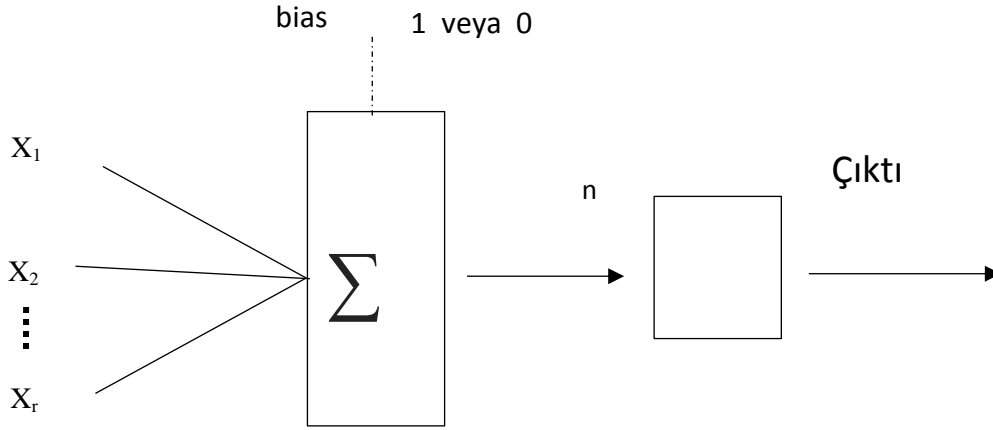 bias 1 veya 0
X₁
Çıktı
n
X₂
∑
Xᵣ